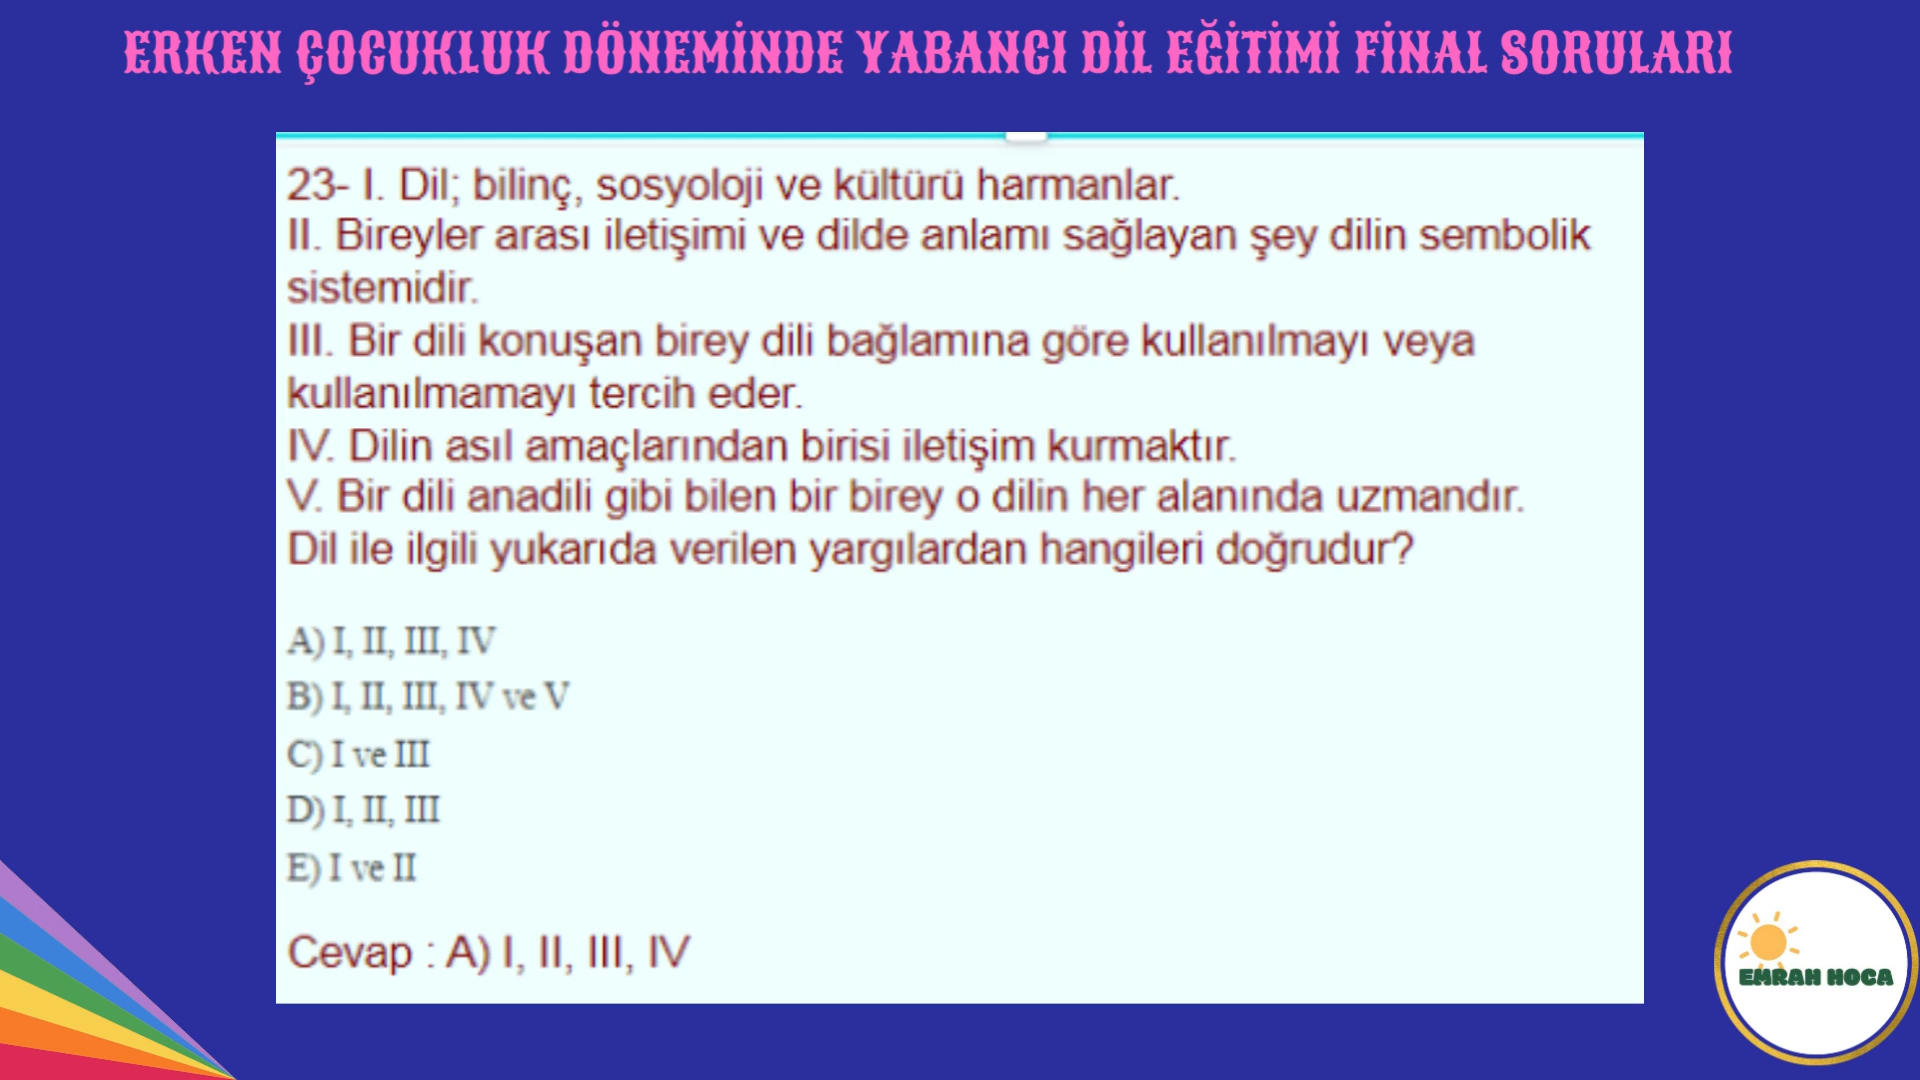 ERKEN ÇOCUKLUK DÖNEMİNDE YABANCI DİL EĞİTİMİ FİNAL SORULARI
23- I. Dil; bilinç, sosyoloji ve kültürü harmanlar.
II. Bireyler arası iletişimi ve dilde anlamı sağlayan şey dilin sembolik
sistemidir.
III. Bir dili konuşan birey dili bağlamına göre kullanılmayı veya
kullanılmamayı tercih eder.
IV. Dilin asıl amaçlarından birisi iletişim kurmaktır.
V. Bir dili anadili gibi bilen bir birey o dilin her alanında uzmandır.
Dil ile ilgili yukarıda verilen yargılardan hangileri doğrudur?
A) I, II, III, IV
B) I, II, III, IV ve V
C) I ve III
D) I, II, III
E) I ve II
Cevap : A) I, II, III, IV
EMRAH HOCA